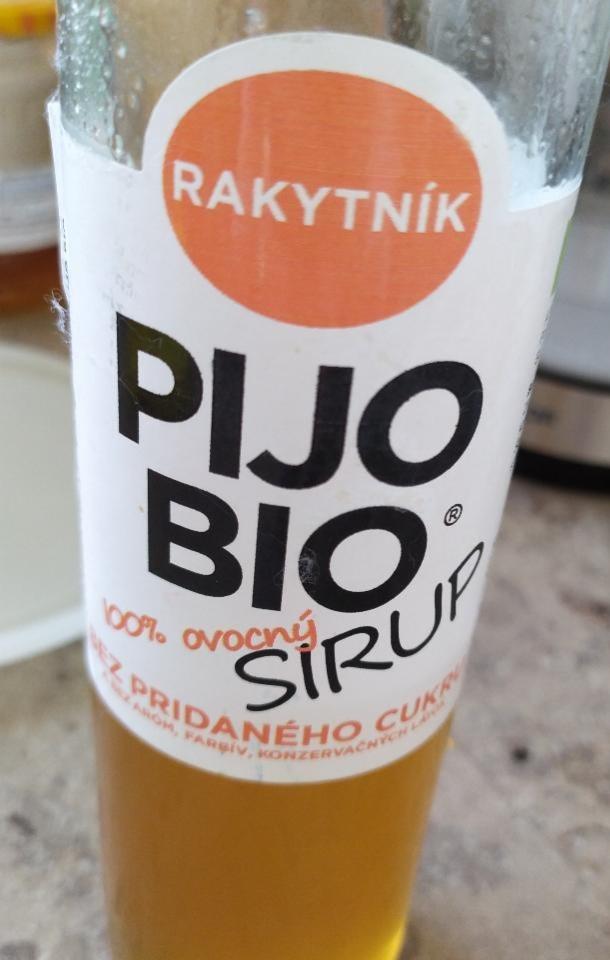 RAKYTNÍK
PIJO
BIO ®
100% ovocný
SIRUP
BEZ PRIDANÉHO CUKRU
A BEZ ARÓM, FARBÍV, KONZERVAČNÝCH LÁTOK